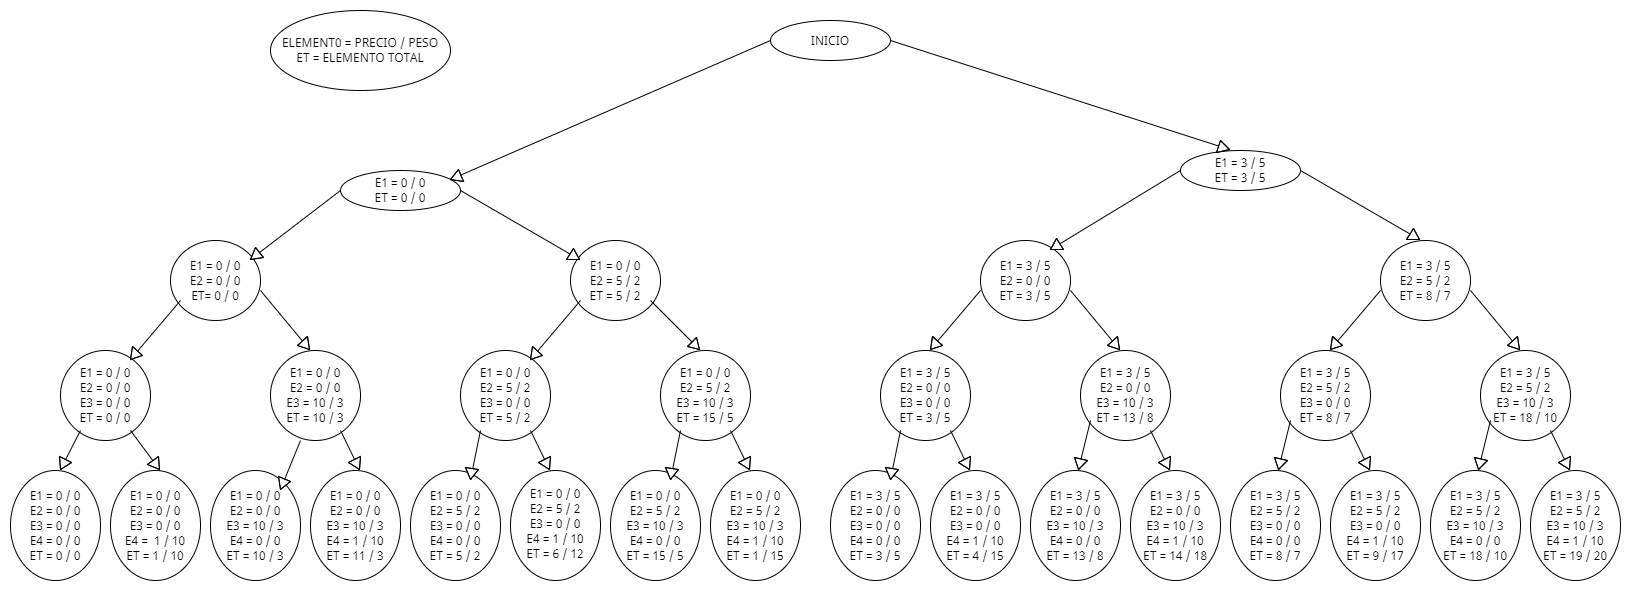 ELEMENT0 = PRECIO / PESO
ET = ELEMENTO TOTAL
INICIO
E1 = 0 / 0
ET = 0 / 0
E1 = 3 / 5
ET = 3 / 5
E1 = 0 / 0
E2 = 0 / 0
ET= 0 / 0
E1 = 0 / 0
E2 = 5 / 2
ET = 5 / 2
E1 = 3 / 5
E2 = 0 / 0
ET = 3 / 5
E1 = 3 / 5
E2 = 5 / 2
ET = 8 / 7
E1 = 0 / 0
E2 = 0 / 0
E3 = 0 / 0
ET = 0 / 0
E1 = 0 / 0
E2 = 0 / 0
E3 = 10 / 3
ET = 10 / 3
E1 = 0 / 0
E2 = 5 / 2
E3 = 0 / 0
ET = 5 / 2
E1 = 0 / 0
E2 = 5 / 2
E3 = 10 / 3
ET = 15 / 5
E1 = 3 / 5
E2 = 0 / 0
E3 = 0 / 0
ET = 3 / 5
E1 = 3 / 5
E2 = 0 / 0
E3 = 10 / 3
ET = 13 / 8
E1 = 3 / 5
E2 = 5 / 2
E3 = 0 / 0
ET = 8 / 7
E1 = 3 / 5
E2 = 5 / 2
E3 = 10 / 3
ET = 18 / 10
E1 = 0 / 0
E2 = 0 / 0
E3 = 0 / 0
E4 = 0 / 0
ET = 0 / 0
E1 = 0 / 0
E2 = 0 / 0
E3 = 0 / 0
E4 = 1 / 10
ET = 1 / 10
E1 = 0 / 0
E2 = 0 / 0
E3 = 10 / 3
E4 = 0 / 0
ET = 10 / 3
E1 = 0 / 0
E2 = 0 / 0
E3 = 10 / 3
E4 = 1 / 10
ET = 11 / 3
E1 = 0 / 0
E2 = 5 / 2
E3 = 0 / 0
E4 = 0 / 0
ET = 5 / 2
E1 = 0 / 0
E2 = 5 / 2
E3 = 0 / 0
E4 = 1 / 10
ET = 6 / 12
E1 = 0 / 0
E2 = 5 / 2
E3 = 10 / 3
E4 = 0 / 0
ET = 15 / 5
E1 = 0 / 0
E2 = 5 / 2
E3 = 10 / 3
E4 = 1 / 10
ET = 1 / 15
E1 = 3 / 5
E2 = 0 / 0
E3 = 0 / 0
E4 = 0 / 0
ET = 3 / 5
E1 = 3 / 5
E2 = 0 / 0
E3 = 0 / 0
E4 = 1 / 10
ET = 4 / 15
E1 = 3 / 5
E2 = 0 / 0
E3 = 10 / 3
E4 = 0 / 0
ET = 13 / 8
E1 = 3 / 5
E2 = 0 / 0
E3 = 10 / 3
E4 = 1 / 10
ET = 14 / 18
E1 = 3 / 5
E2 = 5 / 2
E3 = 0 / 0
E4 = 0 / 0
ET = 8 / 7
E1 = 3 / 5
E2 = 5 / 2
E3 = 0 / 0
E4 = 1 / 10
ET = 9 / 17
E1 = 3 / 5
E2 = 5 / 2
E3 = 10 / 3
E4 = 0 / 0
ET = 18 / 10
E1 = 3 / 5
E2 = 5 / 2
E3 = 10 / 3
E4 = 1 / 10
ET = 19 / 20